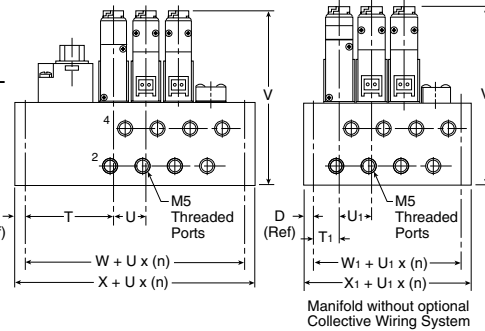 V
V
4
2
M5
Threaded
Ports
M5
Threaded
Ports
T
U
D
(Ref)
U1
T1
W + U x (n)
X + U x (n)
W1 + U1 x (n)
X1 + U1 x (n)
Manifold without optional
Collective Wiring System